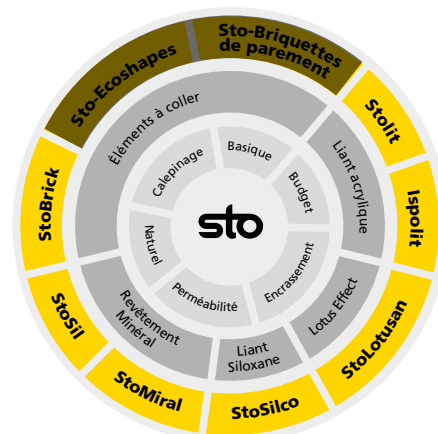 Sto-Ecoshapes
Sto-Briquettes
de parement
Stolit
Ispolit
StoLotusan
StoSilco
StoMiral
StoSil
StoBrick
Éléments à coller
Liant acrylique
Lotus Effect
Liant
Siloxane
Revêtement
Minéral
Calepinage
Basique
Budget
Encrassement
Perméabilité
Naturel
sto